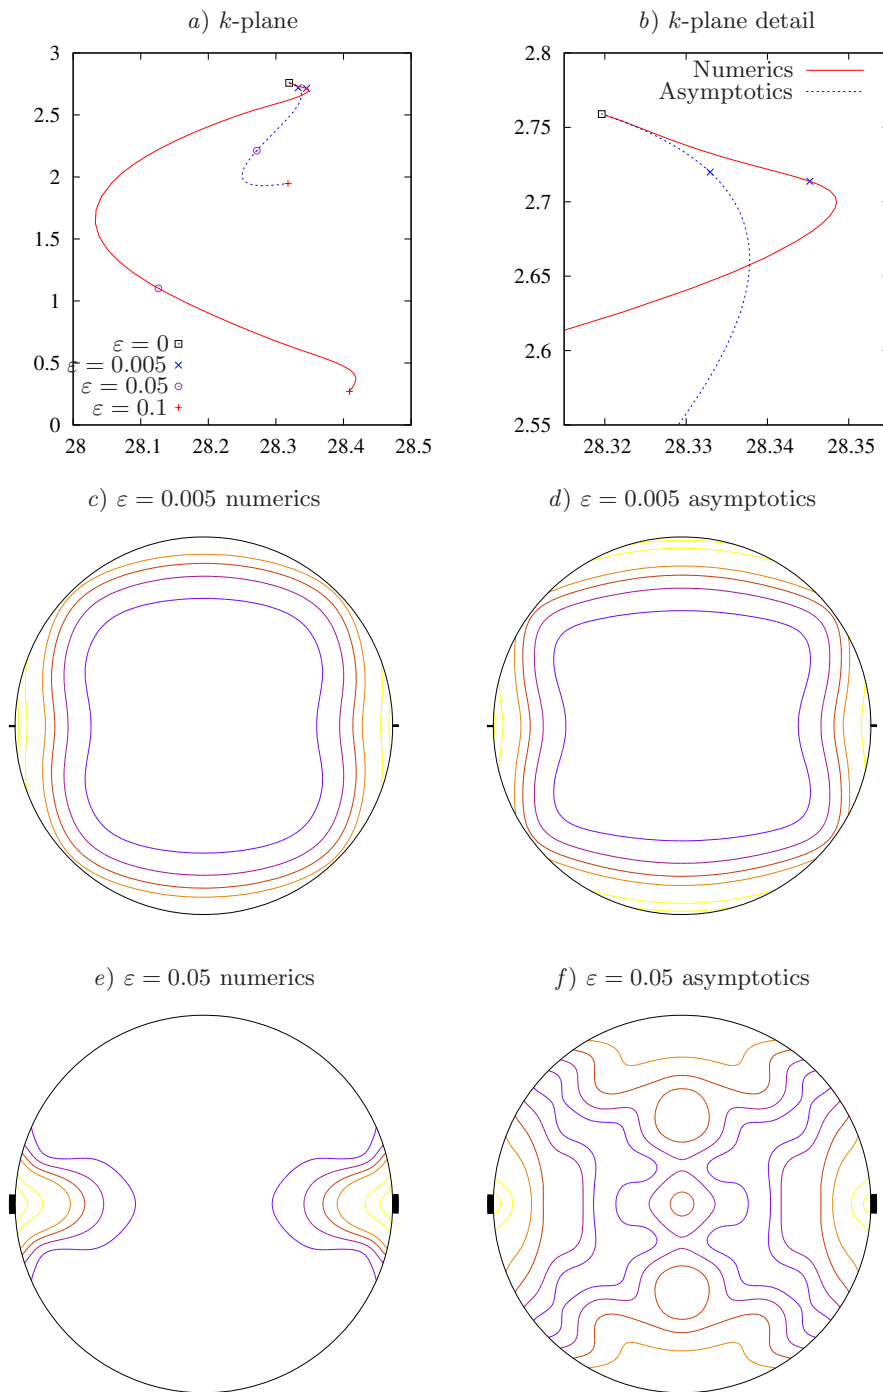 a) k-plane
3
2.5
2
1.5
1
0.5
0
28 28.1 28.2 28.3 28.4 28.5
ε = 0
ε = 0.005
ε = 0.05
ε = 0.1
b) k-plane detail
2.8
2.75
2.7
2.65
2.6
2.55
28.32 28.33 28.34 28.35
Numerics
Asymptotics
c) ε = 0.005 numerics
d) ε = 0.005 asymptotics
e) ε = 0.05 numerics
f) ε = 0.05 asymptotics